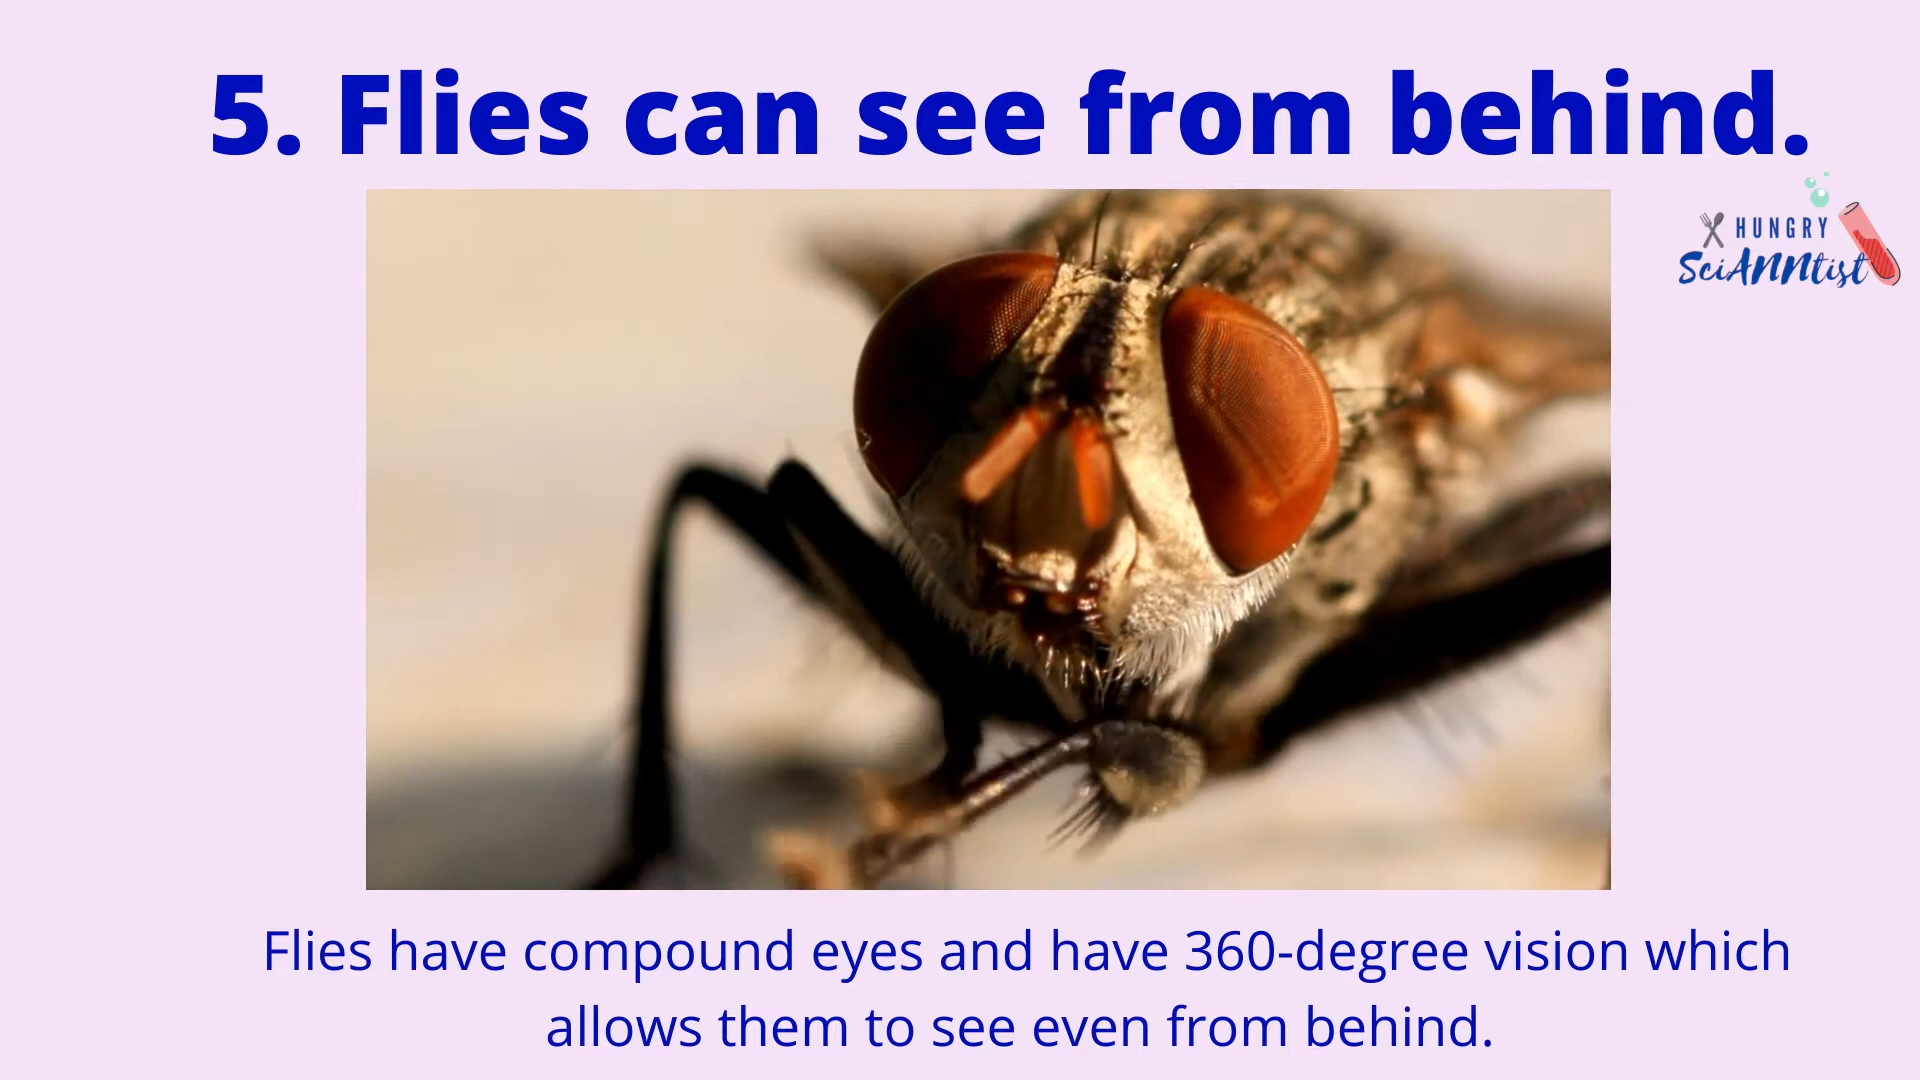 5. Flies can see from behind.
HUNGRY
SciANNtist
Flies have compound eyes and have 360-degree vision which
allows them to see even from behind.